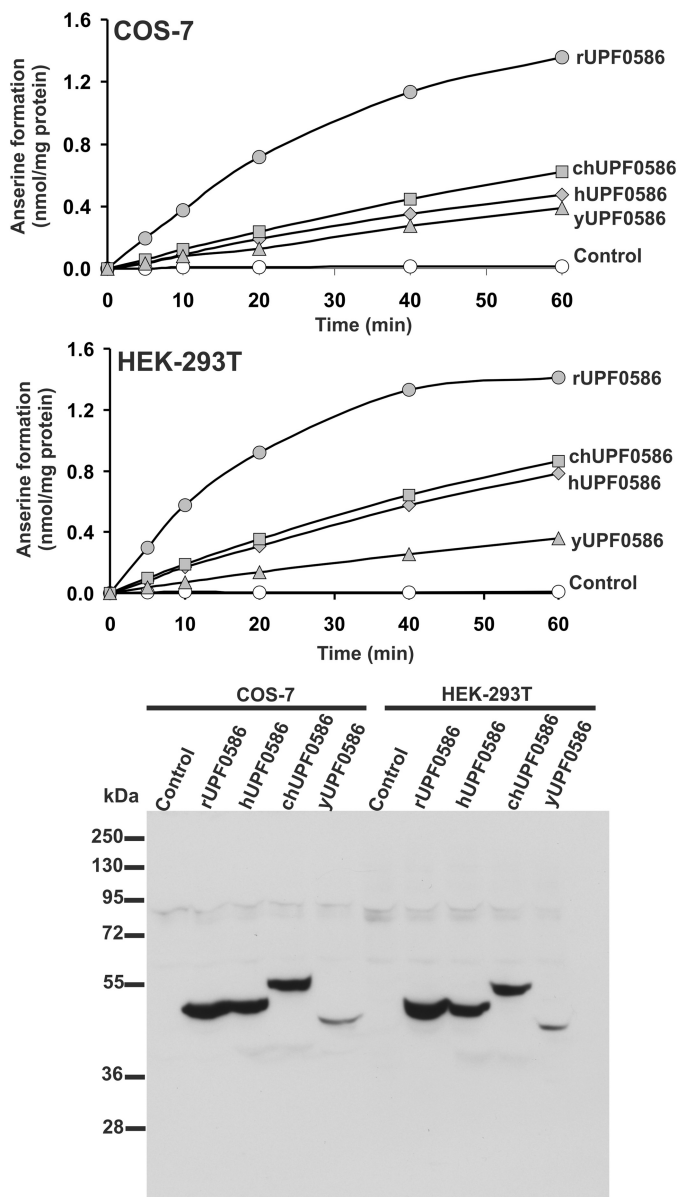 COS-7
Anserine formation
(nmol/mg protein)
1.6
1.2
0.8
0.4
0.0
rUPF0586
chUPF0586
hUPF0586
yUPF0586
Control
0 10 20 30 40 50 60
Time (min)
HEK-293T
Anserine formation
(nmol/mg protein)
1.6
1.2
0.8
0.4
0.0
rUPF0586
chUPF0586
hUPF0586
yUPF0586
Control
0 10 20 30 40 50 60
Time (min)
COS-7 HEK-293T
kDa Control rUPF0586 hUPF0586 chUPF0586 yUPF0586 Control rUPF0586 hUPF0586 chUPF0586 yUPF0586
250
130
95
72
55
36
28